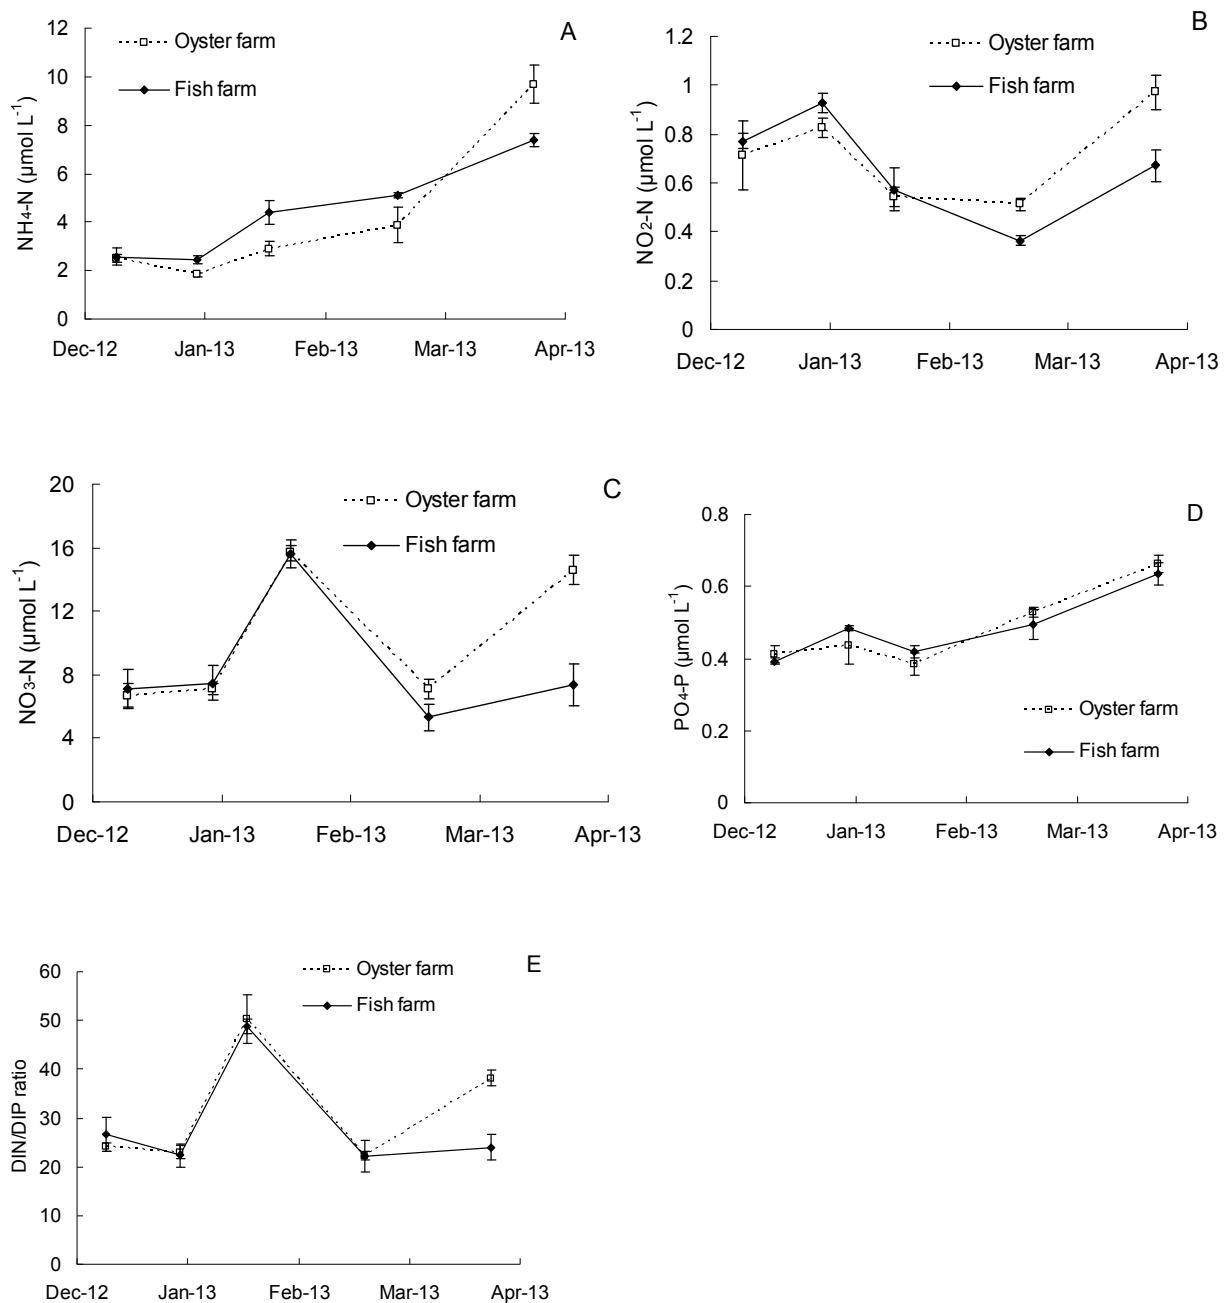 A
Oyster farm
Fish farm
NH4-N (μmol L-1)
12
10
8
6
4
2
0
Dec-12 Jan-13 Feb-13 Mar-13 Apr-13
B
Oyster farm
Fish farm
NO2-N (μmol L-1)
1.2
1
0.8
0.6
0.4
0.2
0
Dec-12 Jan-13 Feb-13 Mar-13 Apr-13
C
Oyster farm
Fish farm
NO3-N (μmol L-1)
20
16
12
8
4
0
Dec-12 Jan-13 Feb-13 Mar-13 Apr-13
D
Oyster farm
Fish farm
PO4-P (μmol L-1)
0.8
0.6
0.4
0.2
0
Dec-12 Jan-13 Feb-13 Mar-13 Apr-13
E
Oyster farm
Fish farm
DIN/DIP ratio
60
50
40
30
20
10
0
Dec-12 Jan-13 Feb-13 Mar-13 Apr-13